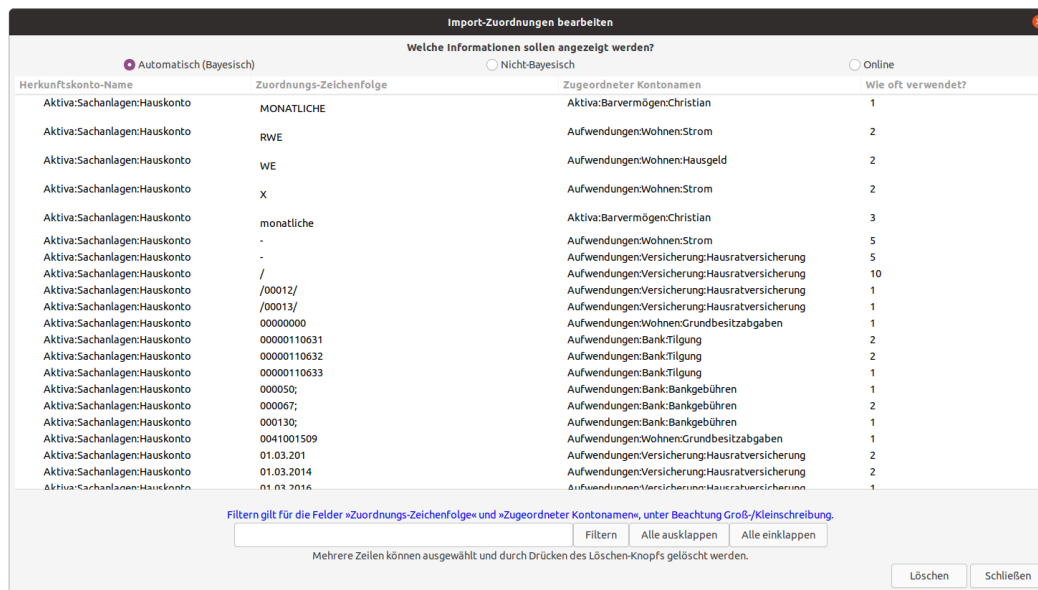 Import-Zuordnungen bearbeiten
Welche Informationen sollen angezeigt werden?
Automatisch (Bayesisch) Nicht-Bayesisch Online
Herkunftskonto-Name Zuordnungs-Zeichenfolge Zugeordneter Kontonamen Wie oft verwendet?
Aktiva:Sachanlagen:Hauskonto MONATLICHE Aktiva:Barvermögen:Christian 1
Aktiva:Sachanlagen:Hauskonto RWE Aufwendungen:Wohnen:Strom 2
Aktiva:Sachanlagen:Hauskonto WE Aufwendungen:Wohnen:Hausgeld 2
Aktiva:Sachanlagen:Hauskonto X Aufwendungen:Wohnen:Strom 2
Aktiva:Sachanlagen:Hauskonto monatliche Aktiva:Barvermögen:Christian 3
Aktiva:Sachanlagen:Hauskonto - Aufwendungen:Wohnen:Strom 5
Aktiva:Sachanlagen:Hauskonto - Aufwendungen:Versicherung:Hausratversicherung 5
Aktiva:Sachanlagen:Hauskonto / Aufwendungen:Versicherung:Hausratversicherung 10
Aktiva:Sachanlagen:Hauskonto /00012/ Aufwendungen:Versicherung:Hausratversicherung 1
Aktiva:Sachanlagen:Hauskonto /00013/ Aufwendungen:Versicherung:Hausratversicherung 1
Aktiva:Sachanlagen:Hauskonto 00000000 Aufwendungen:Wohnen:Grundbesitzabgaben 1
Aktiva:Sachanlagen:Hauskonto 00000110631 Aufwendungen:Bank:Tilgung 2
Aktiva:Sachanlagen:Hauskonto 00000110632 Aufwendungen:Bank:Tilgung 2
Aktiva:Sachanlagen:Hauskonto 00000110633 Aufwendungen:Bank:Tilgung 1
Aktiva:Sachanlagen:Hauskonto 000050; Aufwendungen:Bank:Bankgebühren 1
Aktiva:Sachanlagen:Hauskonto 000067; Aufwendungen:Bank:Bankgebühren 2
Aktiva:Sachanlagen:Hauskonto 000130; Aufwendungen:Bank:Bankgebühren 1
Aktiva:Sachanlagen:Hauskonto 0041001509 Aufwendungen:Wohnen:Grundbesitzabgaben 1
Aktiva:Sachanlagen:Hauskonto 01.03.201 Aufwendungen:Versicherung:Hausratversicherung 2
Aktiva:Sachanlagen:Hauskonto 01.03.2014 Aufwendungen:Versicherung:Hausratversicherung 2
Aktiva:Sachanlagen:Hauskonto 01.03.2016 Aufwendungen:Versicherung:Hausratversicherung 1
Filtern gilt für die Felder »Zuordnungs-Zeichenfolge« und »Zugeordneter Kontonamen«, unter Beachtung Groß-/Kleinschreibung.
Filtern Alle ausklappen Alle einklappen
Mehrere Zeilen können ausgewählt und durch Drücken des Löschen-Knopfs gelöscht werden.
Löschen Schließen